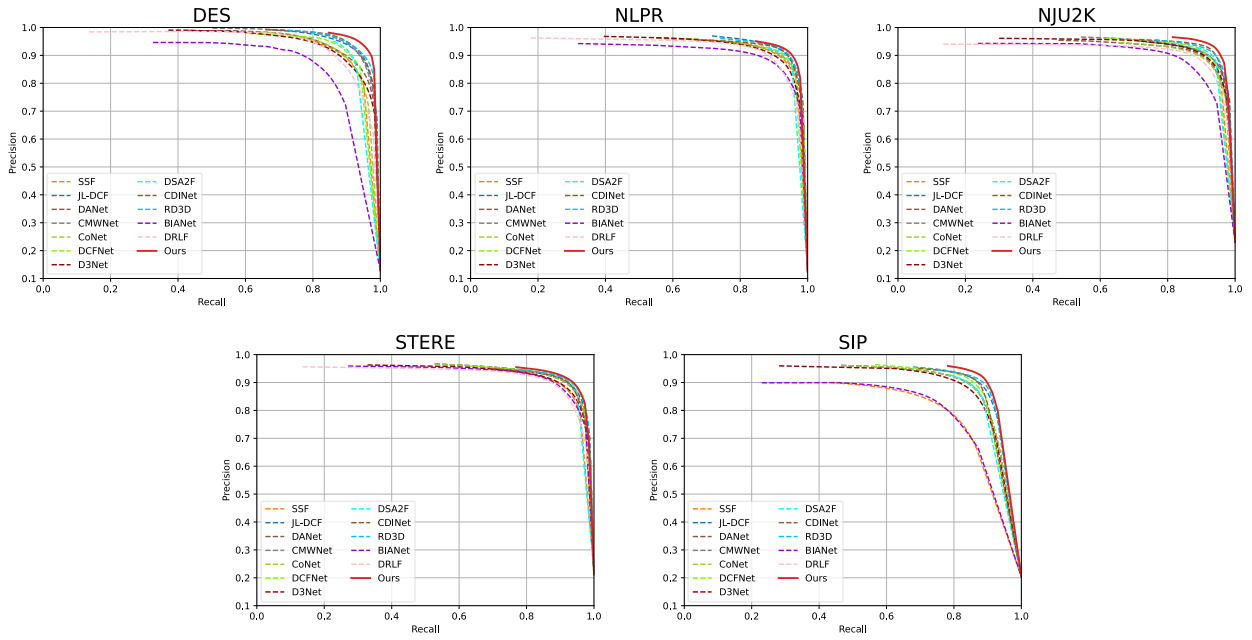 DES
1.0
0.9
0.8
0.7
0.6
0.5
0.4
0.3
0.2
0.1
Precision
SSF
JL-DCF
DANet
CMWNet
CoNet
DCFNet
D3Net
DSA2F
CDINet
RD3D
BIANet
DRLF
Ours
0.0 0.2 0.4 0.6 0.8 1.0
Recall
NLPR
1.0
0.9
0.8
0.7
0.6
0.5
0.4
0.3
0.2
0.1
Precision
SSF
JL-DCF
DANet
CMWNet
CoNet
DCFNet
D3Net
DSA2F
CDINet
RD3D
BIANet
DRLF
Ours
0.0 0.2 0.4 0.6 0.8 1.0
Recall
NJU2K
1.0
0.9
0.8
0.7
0.6
0.5
0.4
0.3
0.2
0.1
Precision
SSF
JL-DCF
DANet
CMWNet
CoNet
DCFNet
D3Net
DSA2F
CDINet
RD3D
BIANet
DRLF
Ours
0.0 0.2 0.4 0.6 0.8 1.0
Recall
STERE
1.0
0.9
0.8
0.7
0.6
0.5
0.4
0.3
0.2
0.1
Precision
SSF
JL-DCF
DANet
CMWNet
CoNet
DCFNet
D3Net
DSA2F
CDINet
RD3D
BIANet
DRLF
Ours
0.0 0.2 0.4 0.6 0.8 1.0
Recall
SIP
1.0
0.9
0.8
0.7
0.6
0.5
0.4
0.3
0.2
0.1
Precision
SSF
JL-DCF
DANet
CMWNet
CoNet
DCFNet
D3Net
DSA2F
CDINet
RD3D
BIANet
DRLF
Ours
0.0 0.2 0.4 0.6 0.8 1.0
Recall